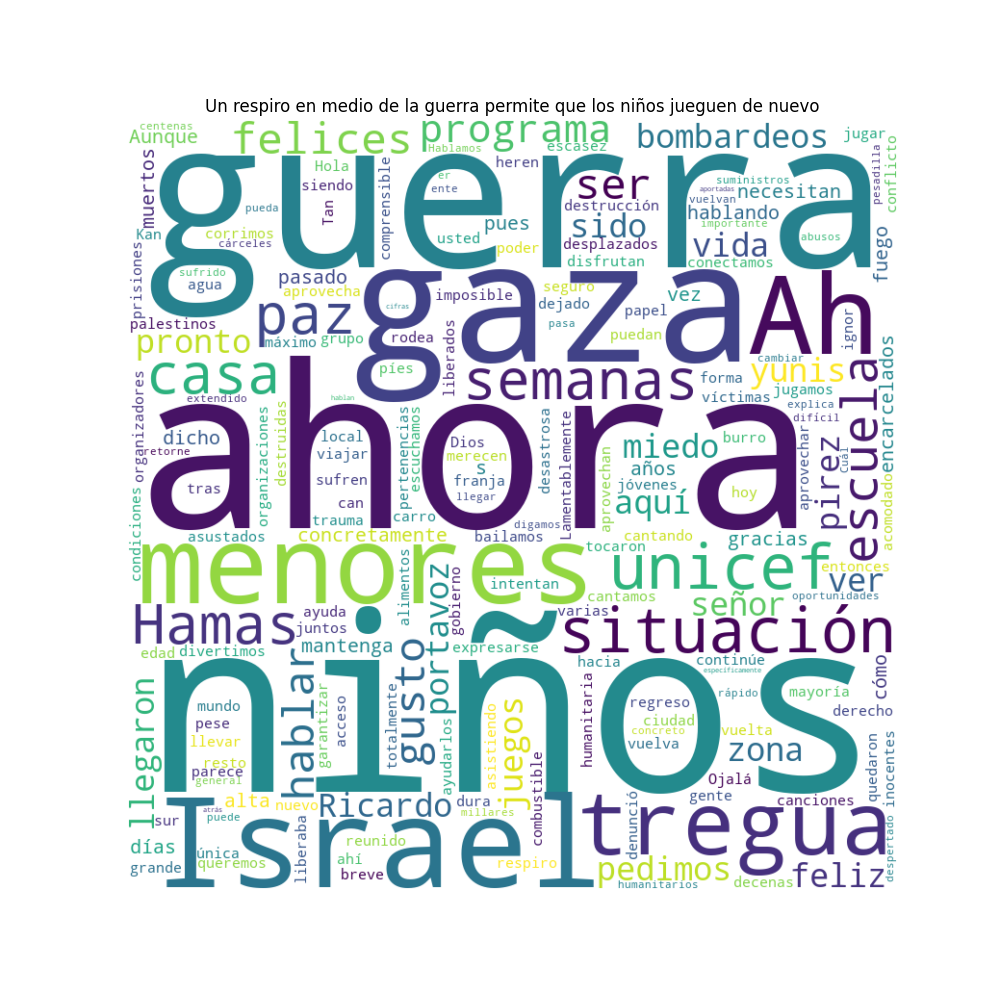 Un respiro en medio de la guerra permite que los niños jueguen de nuevo
centenas
Aunque
felices
programa
Hablamos
escasez
bombardeos
jugar
muertos
Hola
siendo
Tan
comprensible
er
ente
heren
ser
destrucción
sido
desplazados
disfrutan
suministros
aportadas
vuelvan
necesitan
hablando
importante
vida
abusos
conectamos
pesadilla
conflicto
guerra
pueda
Kan
corrimos
cárceles
usted
pues
poder
fuego
prisiones
sufrido
agua
pasado
aprovecha
cifras
imposible
seguro
dejado
papel
vez
gaza
Ah
palestinos
paz
máximo
grupo
rodea
liberados
pasa
puedan
ignor
pronto
casa
píes
semanas
forma
cambiar
yunis
víctimas
jugamos
explica
difícil
escuela
encarcelados
organizadores
extendido
hablan
dicho
retorne
organizaciones
destruidas
local
viajar
pertenencias
escuchamos
Dios
merecen
s
franja
llegar
desastrosa
Lamentablemente
miedo
años
jóvenes
burro
aprovechan
aquí
hoy
aprovechar
pirez
cuál
acomodado
ahora
tras
sufren
can
trauma
carro
digamos
condiciones
asustados
concretamente
bailamos
tocaron
cantando
gracias
entonces
menores
alimentos
portavoz
gobierno
intentan
cantamos
unicef
ver
oportunidades
Hamas
ayuda
juntos
mantenga
expresarse
varias
señor
situación
edad
divertimos
hablar
garantizar
acceso
totalmente
gusto
ayudarlos
asistiendo
juegos
combustible
humanitaria
hacia
continúe
específicamente
rápido
mayoría
cómo
derecho
niños
llegaron
mundo
pese
llevar
resto
parece
general
regreso
ciudad
concreto
vuelva
vuelta
zona
quedaron
inocentes
Ojalá
alta
nuevo
Ricardo
dura
millares
gente
canciones
sur
atrás
puede
días
única
queremos
grande
liberaba
reunido
ahí
breve
respiro
denunció
Israel
tregua
pedimos
humanitarios
decenas
feliz
despertado